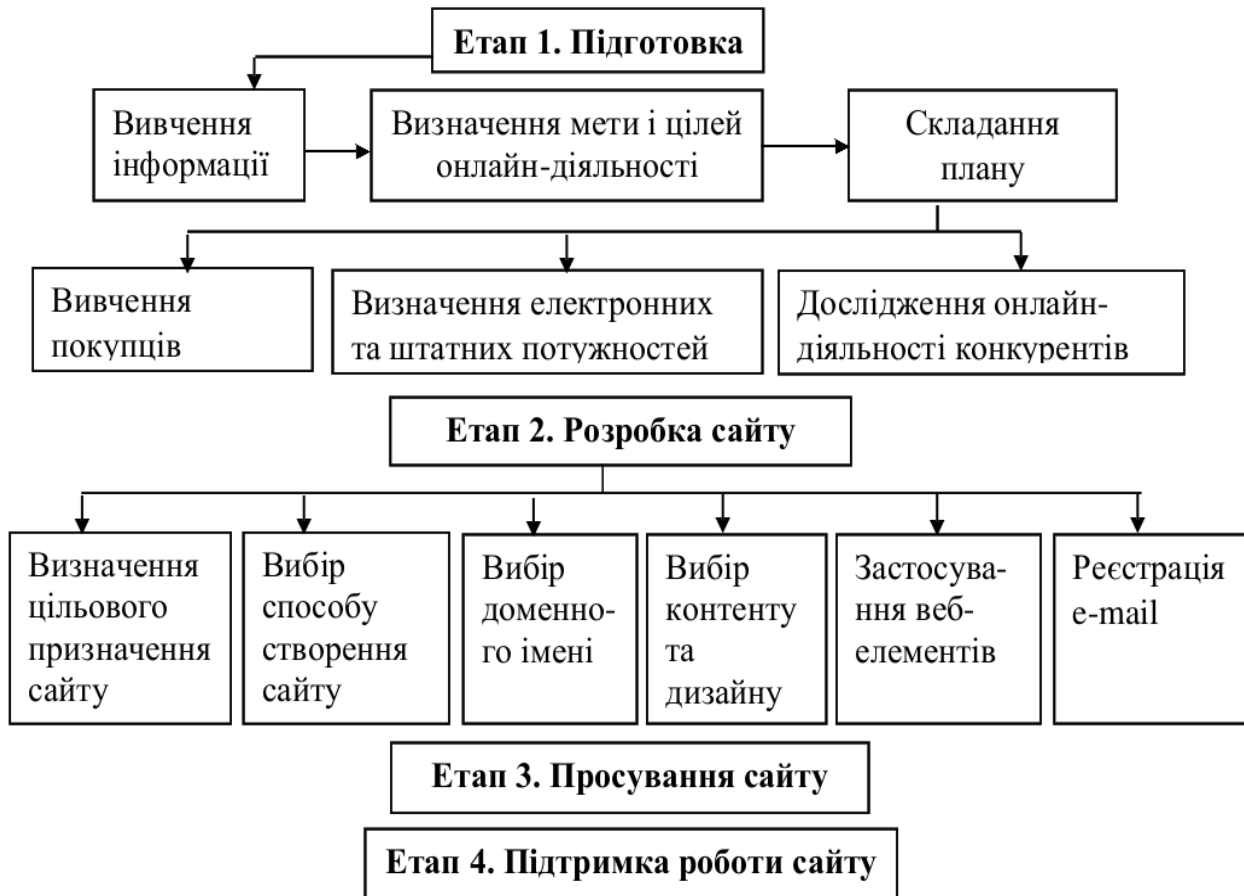 Етап 1. Підготовка
Вивчення
інформації
Визначення мети і цілей
онлайн-діяльності
Складання
плану
Вивчення
покупців
Визначення електронних
та штатних потужностей
Дослідження онлайн-
діяльності конкурентів
Етап 2. Розробка сайту
Визначення
цільового
призначення
сайту
Вибір
способу
створення
сайту
Вибір
доменно-
го імені
Вибір
контенту
та
дизайну
Застосува-
ння веб-
елементів
Реєстрація
e-mail
Етап 3. Просування сайту
Етап 4. Підтримка роботи сайту